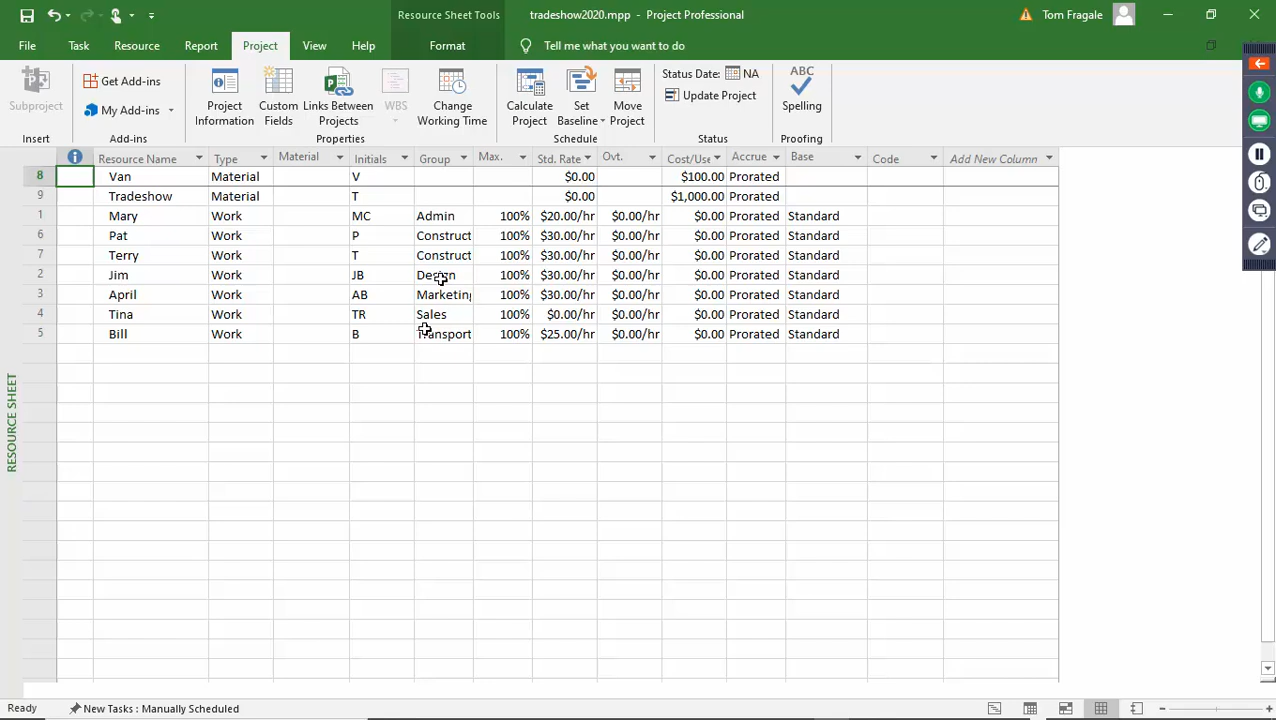 Resource Sheet Tools
tradeshow2020.mpp - Project Professional
Tom Fragale
File Task Resource Report Project View Help Format Tell me what you want to do
Subproject
Insert
Get Add-ins
My Add-ins
Add-ins
Project Information
Custom Fields
Links Between Projects
WBS
Change Working Time
Properties
Calculate Project
Set Baseline
Move Project
Schedule
Status Date: NA
Update Project
Status
ABC
Spelling
Proofing
Resource Name Type Material Initials Group Max. Std. Rate Ovt. Cost/Use Accrue Base Code Add New Column
8 Van Material V $0.00 $100.00 Prorated
9 Tradeshow Material T $0.00 $1,000.00 Prorated
1 Mary Work MC Admin 100% $20.00/hr $0.00/hr $0.00 Prorated Standard
6 Pat Work P Construct 100% $30.00/hr $0.00/hr $0.00 Prorated Standard
7 Terry Work T Construct 100% $30.00/hr $0.00/hr $0.00 Prorated Standard
2 Jim Work JB Design 100% $30.00/hr $0.00/hr $0.00 Prorated Standard
3 April Work AB Marketing 100% $30.00/hr $0.00/hr $0.00 Prorated Standard
4 Tina Work TR Sales 100% $0.00/hr $0.00/hr $0.00 Prorated Standard
5 Bill Work B Transport 100% $25.00/hr $0.00/hr $0.00 Prorated Standard
RESOURCE SHEET
Ready New Tasks : Manually Scheduled